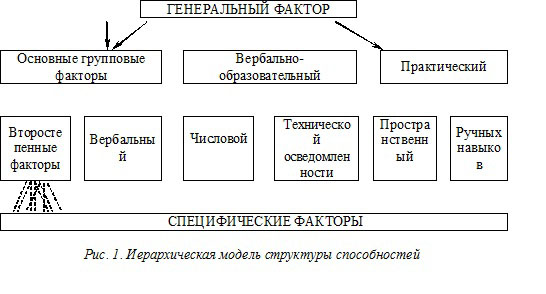 ГЕНЕРАЛЬНЫЙ ФАКТОР
Основные групповые
факторы
Вербально-
образовательный
Практический
Второсте
пенные
факторы
Вербальны
й
Числовой
Техническо
й
осведомлен
ности
Простра
нственн
ый
Ручных
навыко
в
СПЕЦИФИЧЕСКИЕ ФАКТОРЫ
Рис. 1. Иерархическая модель структуры способностей